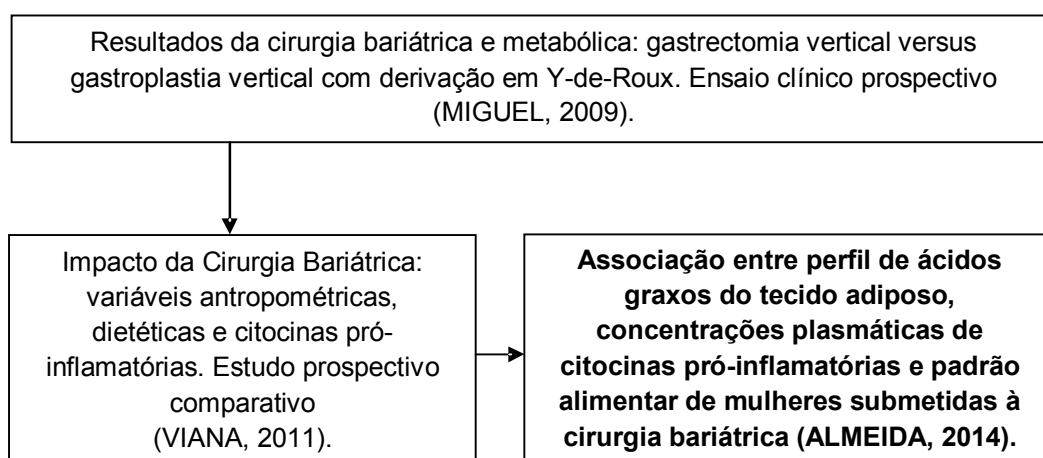 Resultados da cirurgia bariátrica e metabólica: gastrectomia vertical versus
gastroplastia vertical com derivação em Y-de-Roux. Ensaio clínico prospectivo
(MIGUEL, 2009).
Impacto da Cirurgia Bariátrica:
variáveis antropométricas,
dietéticas e citocinas pró-
inflamatórias. Estudo prospectivo
comparativo
(VIANA, 2011).
Associação entre perfil de ácidos
graxos do tecido adiposo,
concentrações plasmáticas de
citocinas pró-inflamatórias e padrão
alimentar de mulheres submetidas à
cirurgia bariátrica (ALMEIDA, 2014).